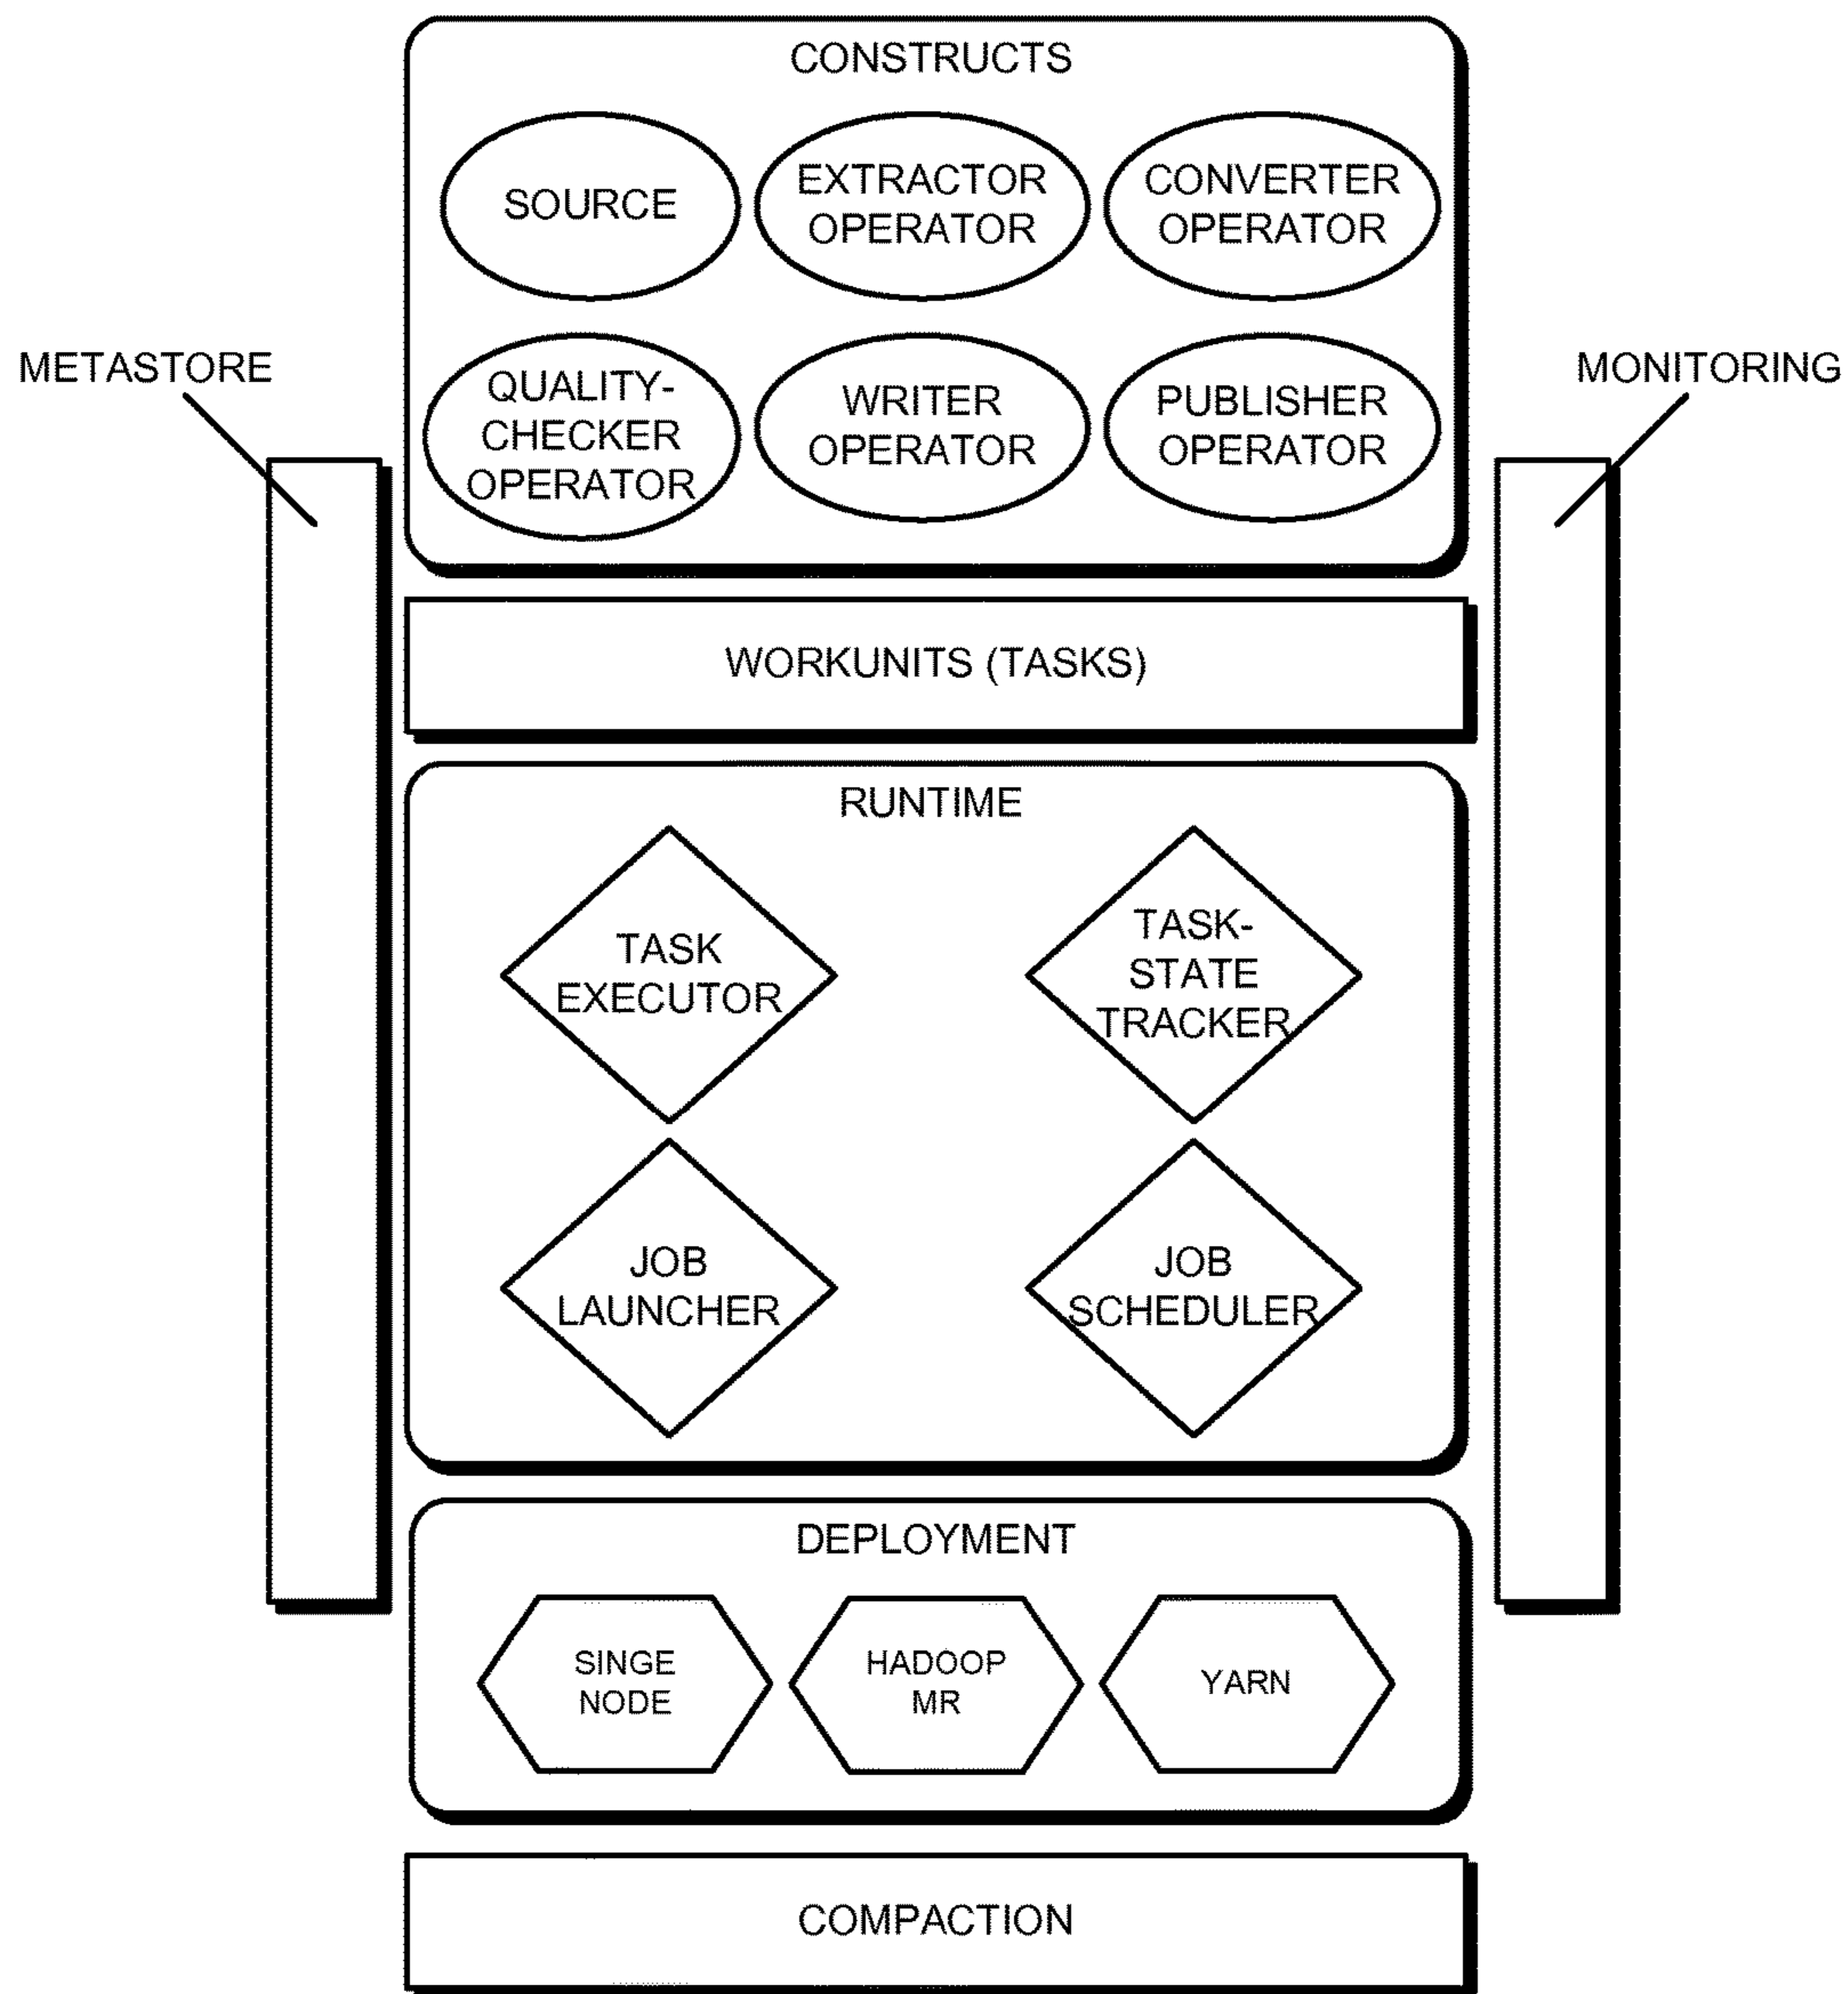 CONSTRUCTS
SOURCE
EXTRACTOR
OPERATOR
CONVERTER
OPERATOR
METASTORE
QUALITY-
CHECKER
OPERATOR
WRITER
OPERATOR
PUBLISHER
OPERATOR
MONITORING
WORKUNITS (TASKS)
RUNTIME
TASK
EXECUTOR
TASK-
STATE
TRACKER
JOB
LAUNCHER
JOB
SCHEDULER
DEPLOYMENT
SINGE
NODE
HADOOP
MR
YARN
COMPACTION